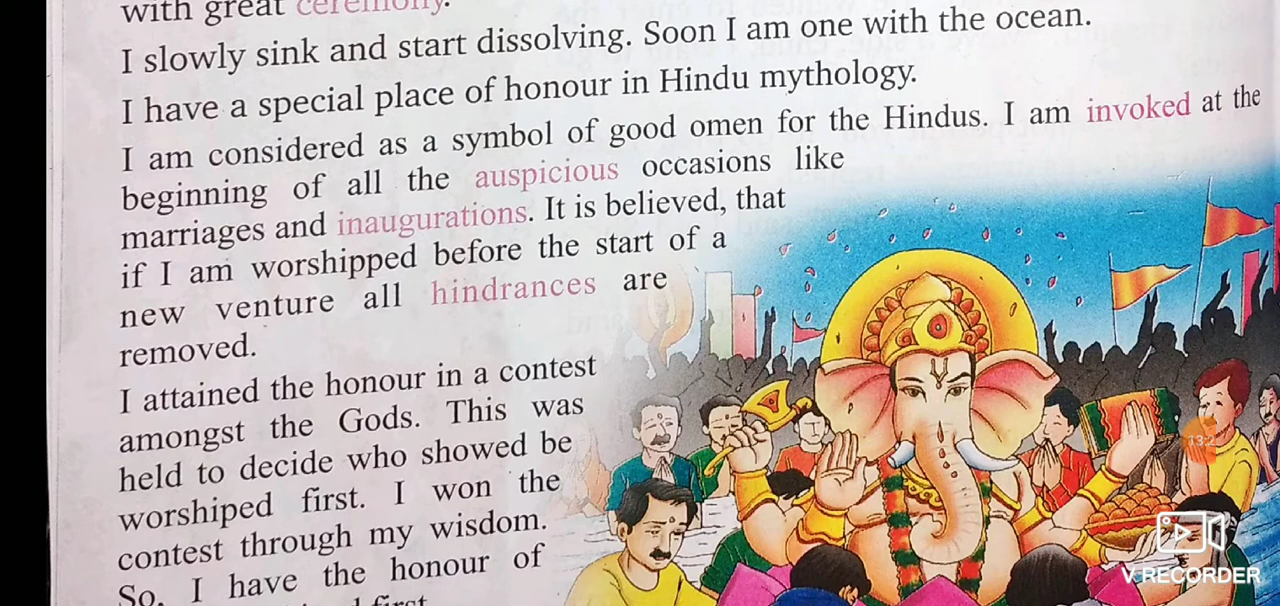 with great ceremony.
I slowly sink and start dissolving. Soon I am one with the ocean.
I have a special place of honour in Hindu mythology.
I am considered as a symbol of good omen for the Hindus. I am invoked at the
beginning of all the auspicious occasions like
marriages and inaugurations. It is believed, that
if I am worshipped before the start of a
new venture all hindrances are
removed.
I attained the honour in a contest
amongst the Gods. This was
held to decide who showed be
worshiped first. I won the
contest through my wisdom.
So, I have the honour of
first
13:2
V RECORDER